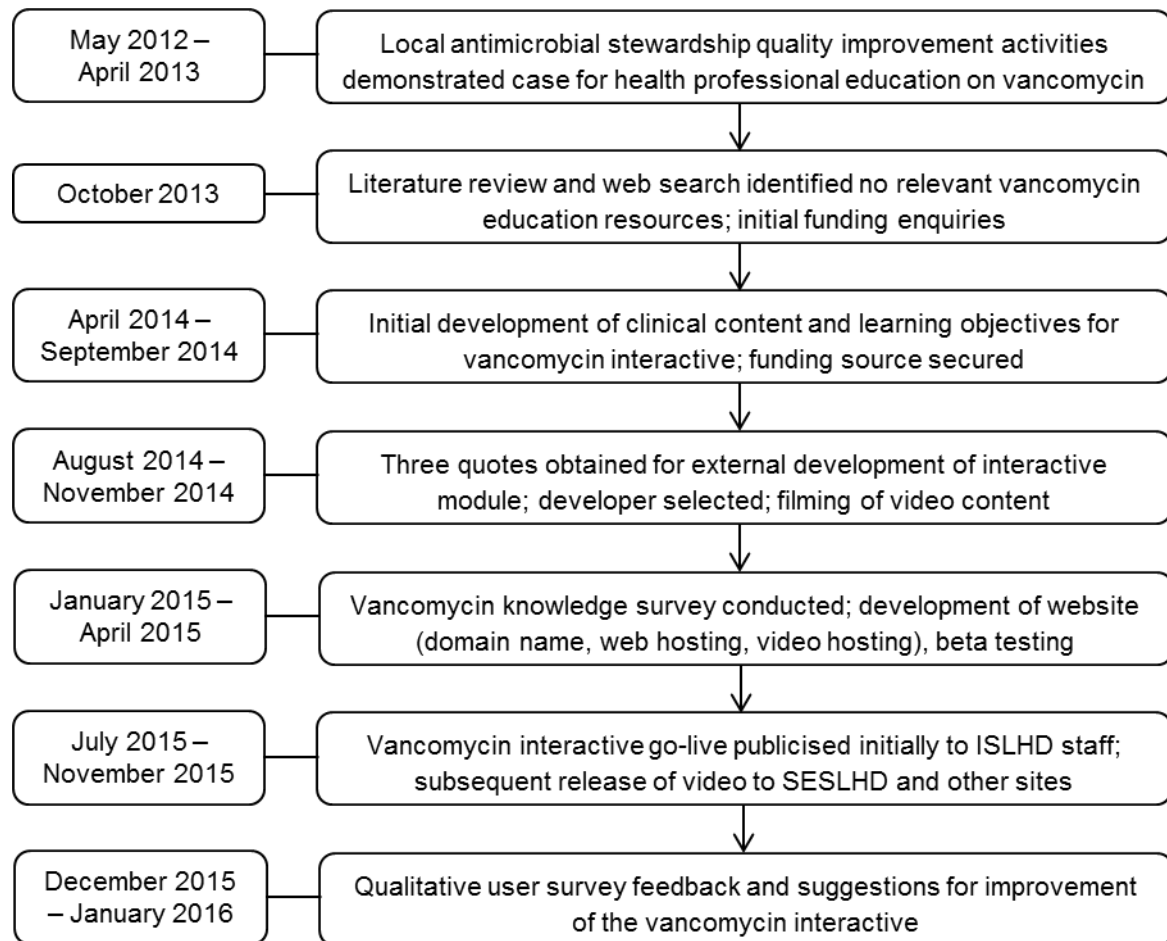 May 2012 –
April 2013
Local antimicrobial stewardship quality improvement activities
demonstrated case for health professional education on vancomycin
October 2013
Literature review and web search identified no relevant vancomycin
education resources; initial funding enquiries
April 2014 –
September 2014
Initial development of clinical content and learning objectives for
vancomycin interactive; funding source secured
August 2014 –
November 2014
Three quotes obtained for external development of interactive
module; developer selected; filming of video content
January 2015 –
April 2015
Vancomycin knowledge survey conducted; development of website
(domain name, web hosting, video hosting), beta testing
July 2015 –
November 2015
Vancomycin interactive go-live publicised initially to ISLHD staff;
subsequent release of video to SESLHD and other sites
December 2015
– January 2016
Qualitative user survey feedback and suggestions for improvement
of the vancomycin interactive